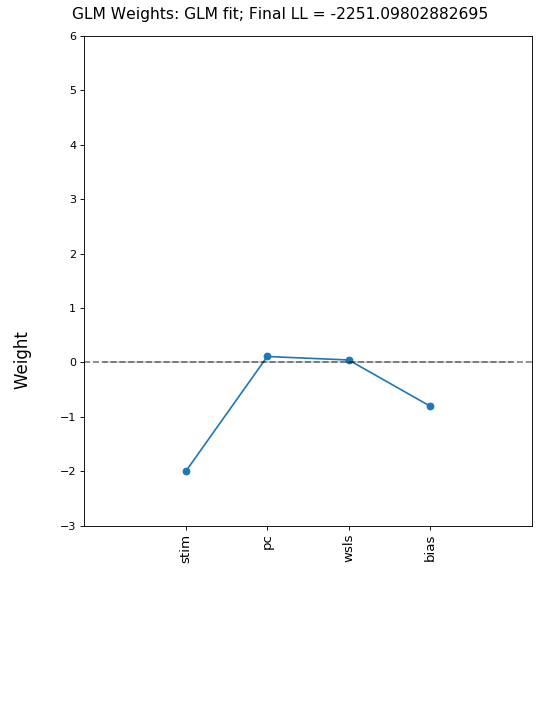 GLM Weights: GLM fit; Final LL = -2251.09802882695
6
5
4
3
2
1
0
−1
−2
−3
Weight
stim
pc
wsls
bias